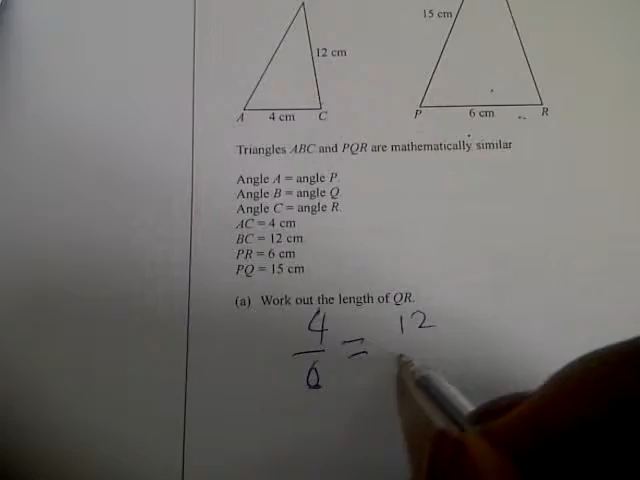 15 cm
12 cm
A 4 cm C
P 6 cm R
Triangles ABC and PQR are mathematically similar
Angle A = angle P.
Angle B = angle Q.
Angle C = angle R.
AC = 4 cm
BC = 12 cm
PR = 6 cm
PQ = 15 cm
(a) Work out the length of QR.
4 12
— =
6